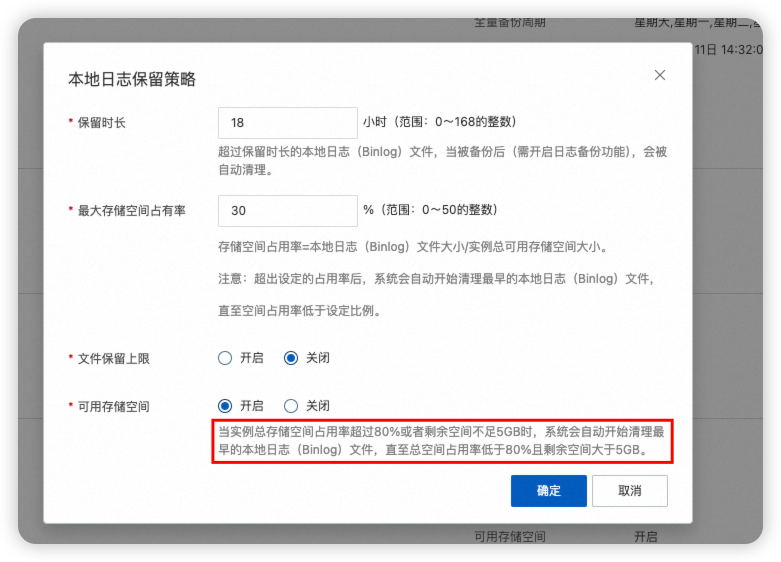 全量备份周期
星期天,星期一,星期二,
11日 14:32:0
本地日志保留策略
* 保留时长
18
小时（范围：0～168的整数）
超过保留时长的本地日志（Binlog）文件，当被备份后（需开启日志备份功能），会被
自动清理。
* 最大存储空间占有率
30
%（范围：0～50的整数）
存储空间占用率=本地日志（Binlog）文件大小/实例总可用存储空间大小。
注意：超出设定的占用率后，系统会自动开始清理最早的本地日志（Binlog）文件，
直至空间占用率低于设定比例。
* 文件保留上限
开启
关闭
* 可用存储空间
开启
关闭
当实例总存储空间占用率超过80%或者剩余空间不足5GB时，系统会自动开始清理最
早的本地日志（Binlog）文件，直至总空间占用率低于80%且剩余空间大于5GB。
确定
取消
可用存储空间
开启